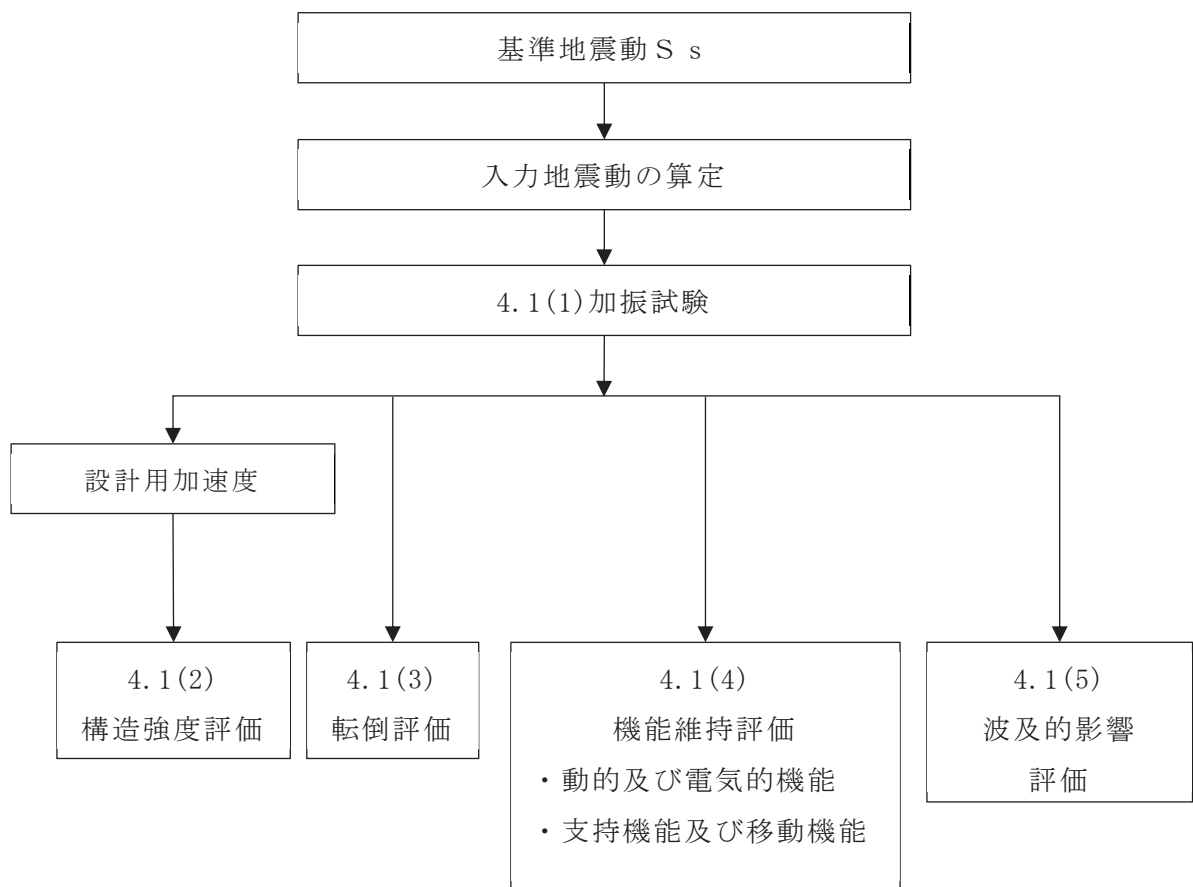 基準地震動Ｓｓ
入力地震動の算定
4.1(1)加振試験
設計用加速度
4.1(2)
構造強度評価
4.1(3)
転倒評価
4.1(4)
機能維持評価
・動的及び電気的機能
・支持機能及び移動機能
4.1(5)
波及的影響
評価